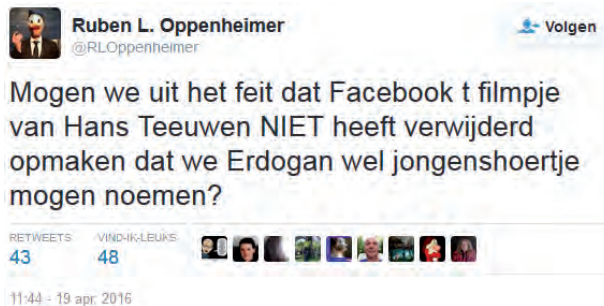 Ruben L. Oppenheimer
@RLOppenheimer
Volgen
Mogen we uit het feit dat Facebook t filmpje
van Hans Teeuwen NIET heeft verwijderd
opmaken dat we Erdogan wel jongenshoertje
mogen noemen?
RETWEETS VIND-IK-LEUKS
43 48
11:44 - 19 apr. 2016